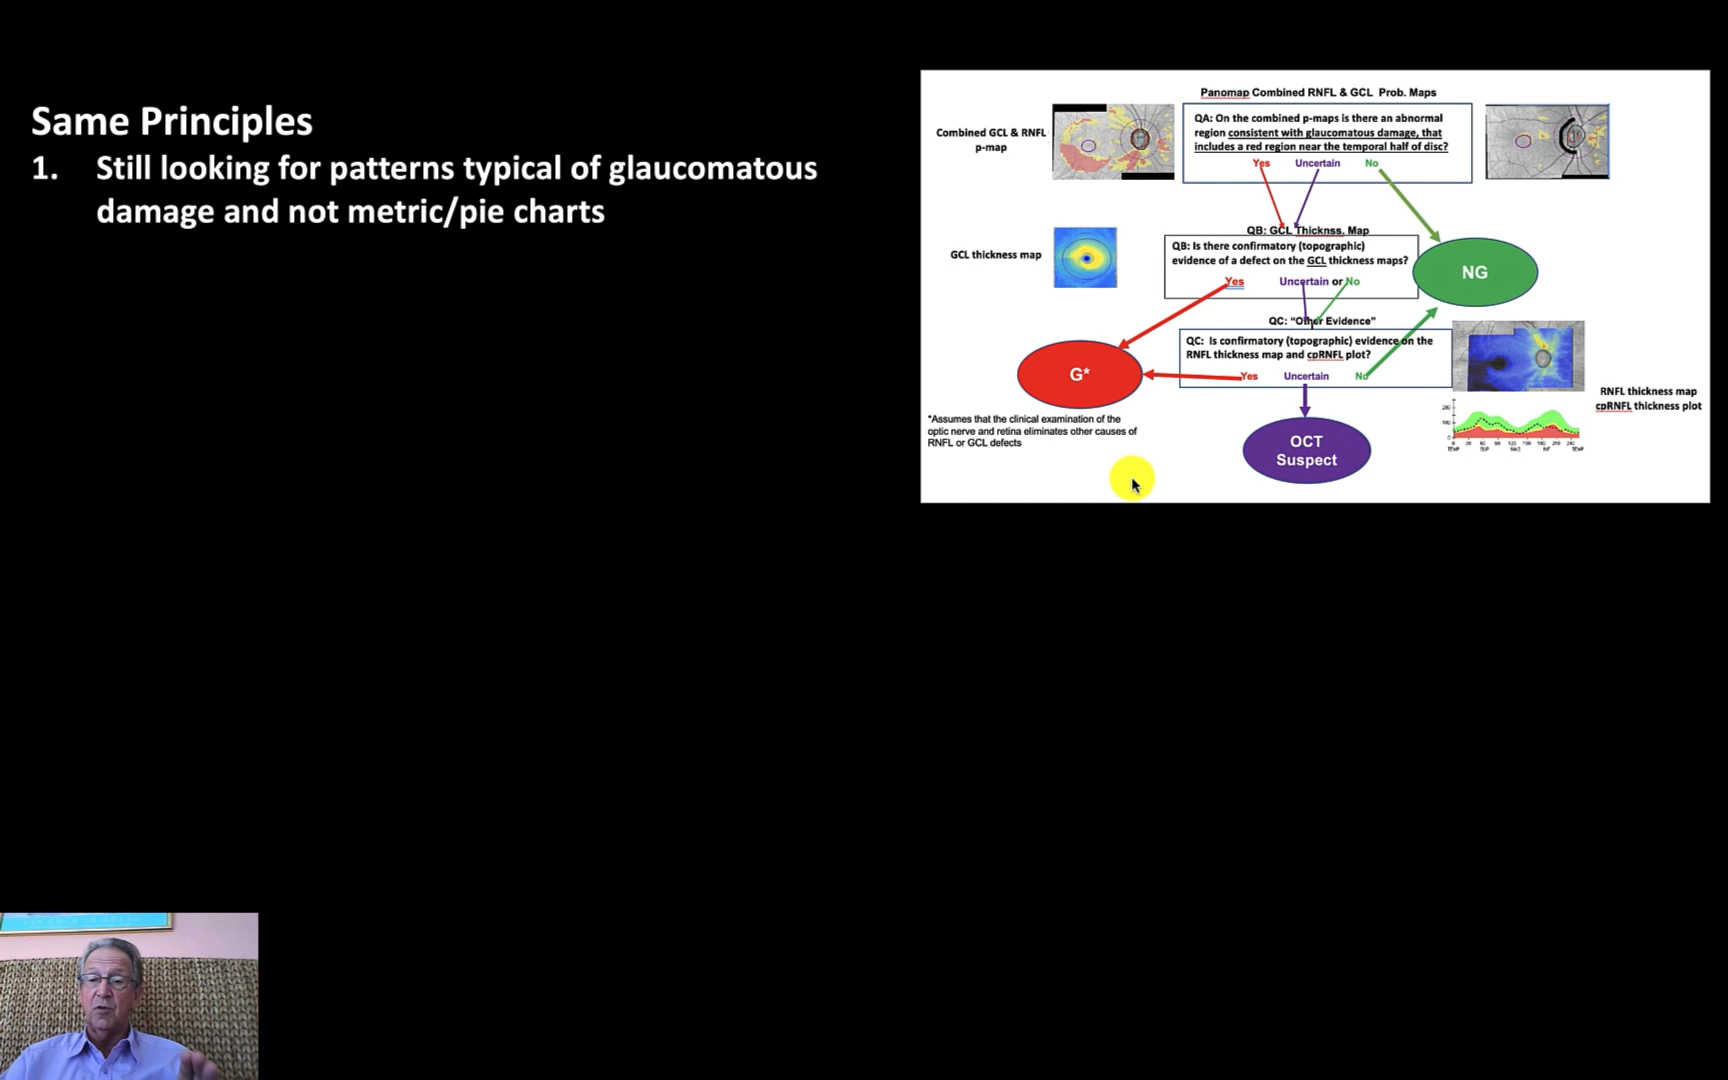 Same Principles
1. Still looking for patterns typical of glaucomatous
damage and not metric/pie charts
Panomap Combined RNFL & GCL Prob. Maps
Combined GCL & RNFL
p-map
QA: On the combined p-maps is there an abnormal
region consistent with glaucomatous damage, that
includes a red region near the temporal half of disc?
Yes Uncertain No
QB: GCL Thicknss. Map
GCL thickness map
QB: Is there confirmatory (topographic)
evidence of a defect on the GCL thickness maps?
Yes Uncertain or No
NG
QC: “Other Evidence”
QC: Is confirmatory (topographic) evidence on the
RNFL thickness map and cpRNFL plot?
Yes Uncertain No
G*
RNFL thickness map
cpRNFL thickness plot
*Assumes that the clinical examination of the
optic nerve and retina eliminates other causes of
RNFL or GCL defects
OCT
Suspect
TEMP SUP NAS INF TEMP